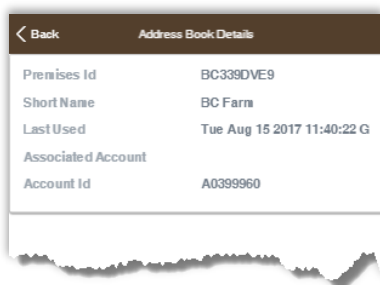 Back Address Book Details
Premises Id BC339DVE9
Short Name BC Farm
Last Used Tue Aug 15 2017 11:40:22 G
Associated Account
Account Id A0399960